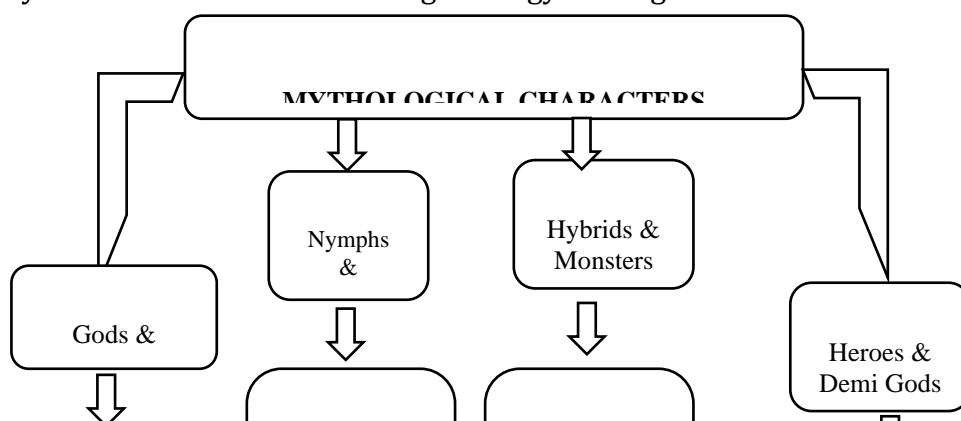 MYTHOLOGICAL CHARACTERS
Nymphs
&
Hybrids &
Monsters
Gods &
Heroes &
Demi Gods